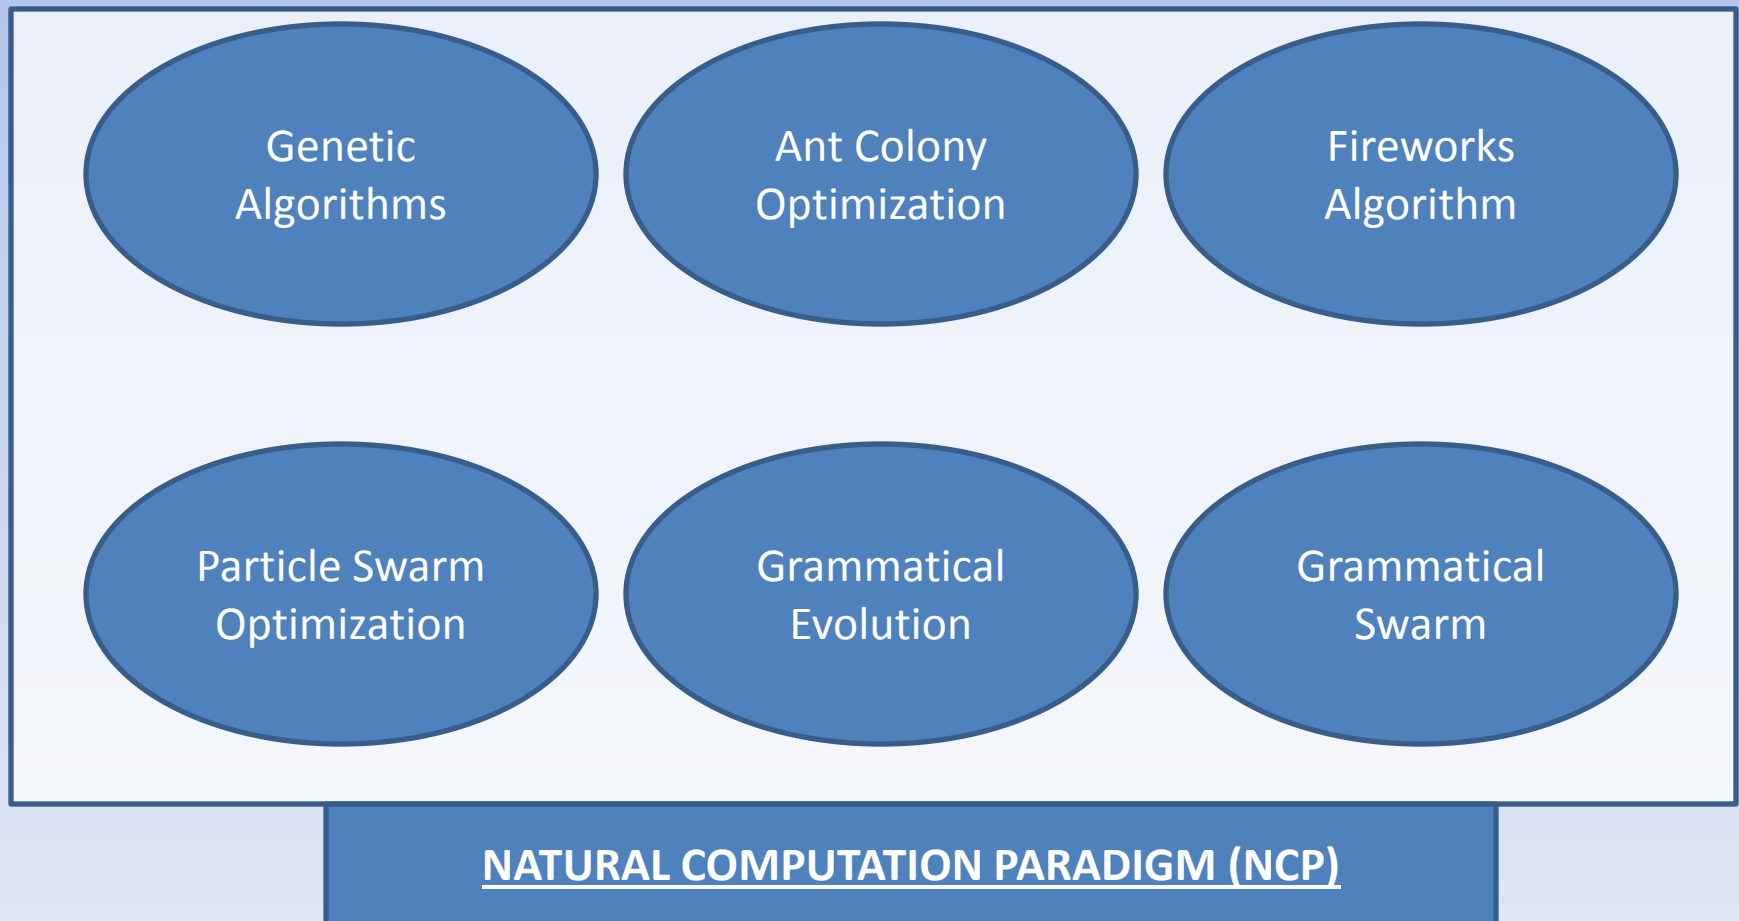 Genetic
Algorithms
Ant Colony
Optimization
Fireworks
Algorithm
Particle Swarm
Optimization
Grammatical
Evolution
Grammatical
Swarm
NATURAL COMPUTATION PARADIGM (NCP)